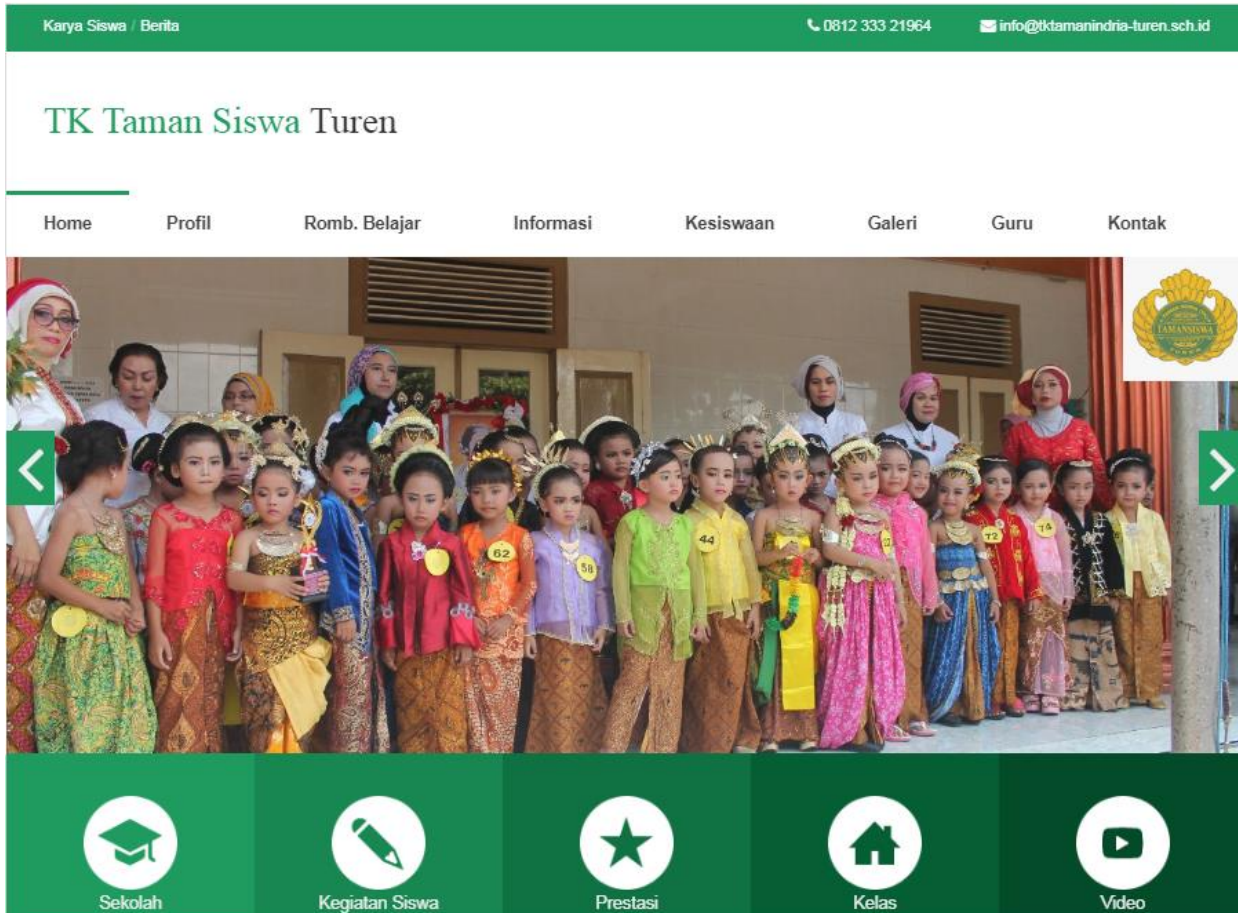 Karya Siswa / Berita
0812 333 21964
info@tktamanindria-turen.sch.id
TK Taman Siswa Turen
Home
Profil
Romb. Belajar
Informasi
Kesiswaan
Galeri
Guru
Kontak
TAMANSISWA
TUREN
62
58
44
72
74
Sekolah
Kegiatan Siswa
Prestasi
Kelas
Video